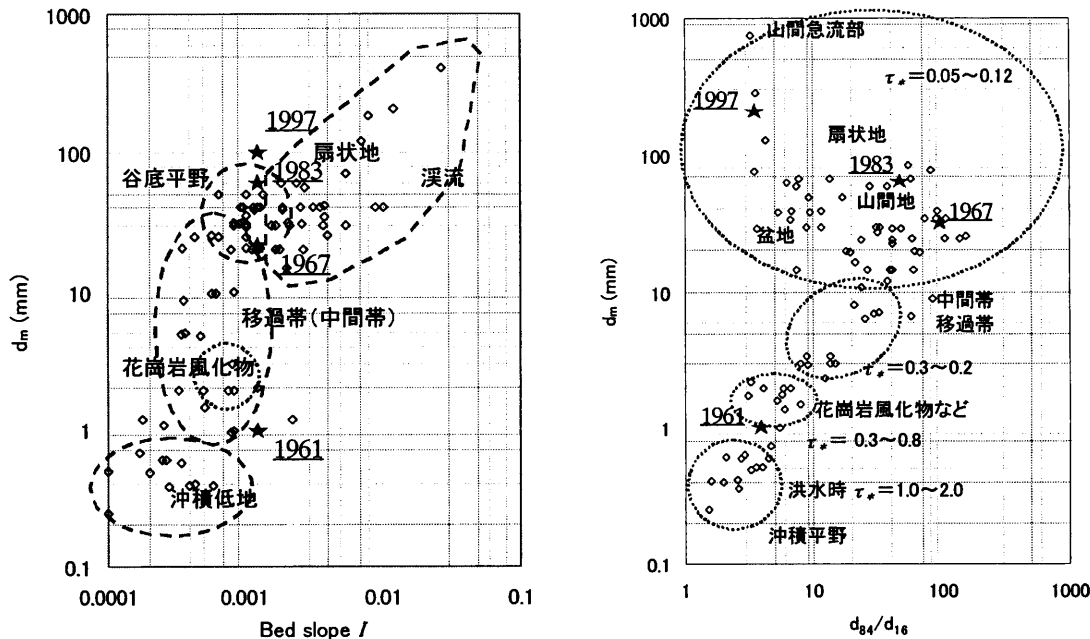 1000
100
10
1
0.1
dm (mm)
0.0001
0.001
0.01
0.1
Bed slope I
1997
扇状地
谷底平野
1983
渓流
1967
移過帯(中間帯)
花崗岩風化物
1961
沖積低地
1000
100
10
1
0.1
dm (mm)
1
10
100
1000
d84/d16
山間急流部
τ*=0.05~0.12
1997
扇状地
1983
山間地
1967
盆地
中間帯
移過帯
τ*=0.3~0.2
花崗岩風化物など
1961
τ*= 0.3~0.8
洪水時 τ*=1.0~2.0
沖積平野